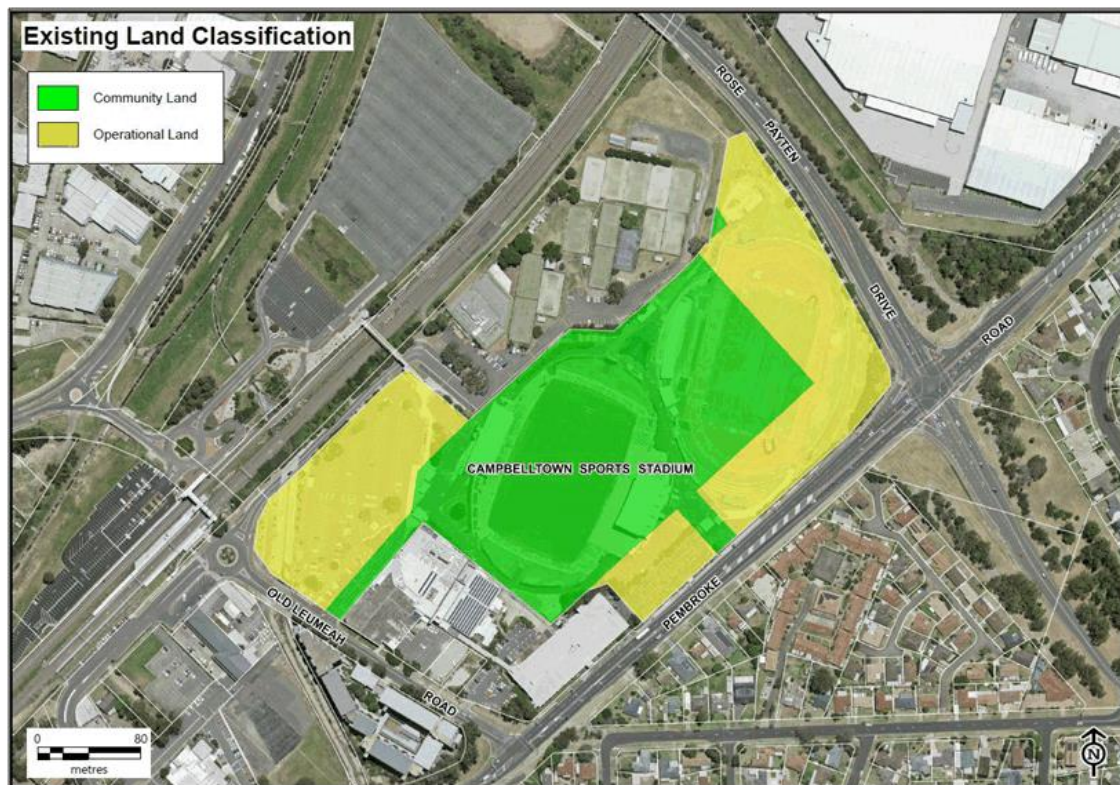 Existing Land Classification
Community Land
Operational Land
ROSE
PAYTEN
DRIVE
ROAD
CAMPBELLTOWN SPORTS STADIUM
PEMBROKE
OLD LEUMEAH
ROAD
0 80
metres
N